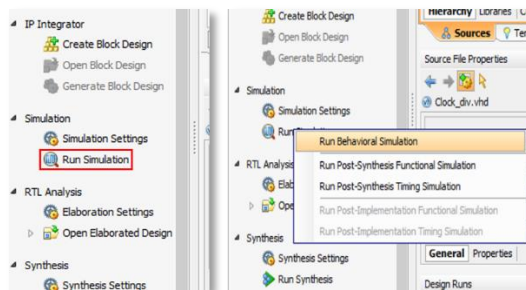 IP Integrator
Create Block Design
Open Block Design
Generate Block Design
Simulation
Simulation Settings
Run Simulation
RTL Analysis
Elaboration Settings
Open Elaborated Design
Synthesis
Synthesis Settings
Create Block Design
Open Block Design
Generate Block Design
Simulation
Simulation Settings
Run
RTL Analysis
Elab
Ope
Synthesis
Synthesis Settings
Run Synthesis
Run Behavioral Simulation
Run Post-Synthesis Functional Simulation
Run Post-Synthesis Timing Simulation
Run Post-Implementation Functional Simulation
Run Post-Implementation Timing Simulation
Hierarchy Libraries C
Sources Te
Source File Properties
Clock_div.vhd
General Properties
Design Runs